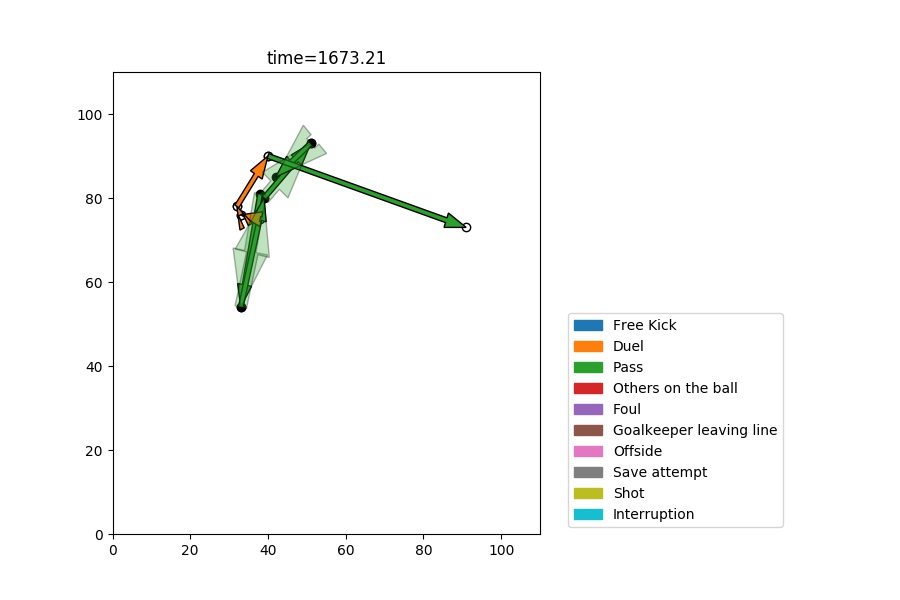 time=1673.21
100
80
60
40
20
0
0 20 40 60 80 100
Free Kick
Duel
Pass
Others on the ball
Foul
Goalkeeper leaving line
Offside
Save attempt
Shot
Interruption